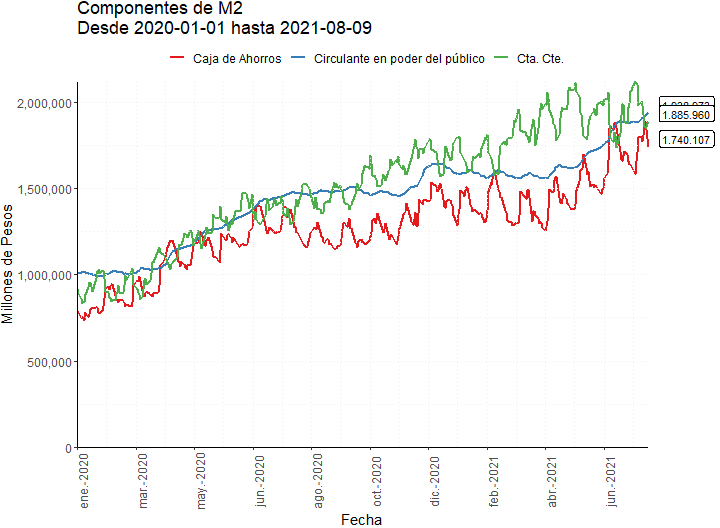 Componentes de M2
Desde 2020-01-01 hasta 2021-08-09
Caja de Ahorros Circulante en poder del público Cta. Cte.
Millones de Pesos
2,000,000
1,500,000
1,000,000
500,000
0
1.885.960
1.740.107
ene.-2020 mar.-2020 may.-2020 jun.-2020 ago.-2020 oct.-2020 dic.-2020 feb.-2021 abr.-2021 jun.-2021
Fecha